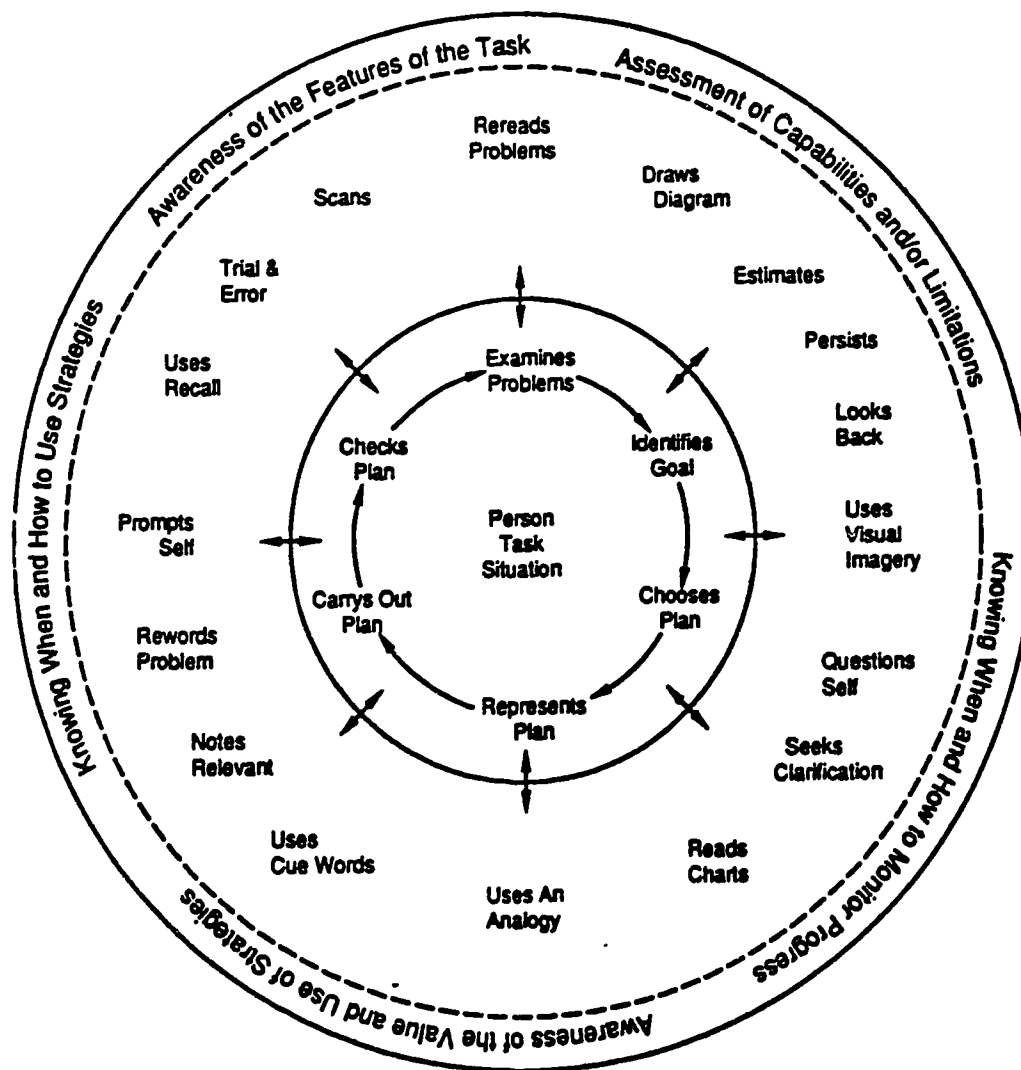 Awareness of the Features of the Task
Assessment of Capabilities and/or Limitations
Knowing When and How to Monitor Progress
Awareness of the Value and Use of Strategies
Knowing When and How to Use Strategies
Rereads
Problems
Draws
Diagram
Estimates
Persists
Looks
Back
Uses
Visual
Imagery
Questions
Self
Seeks
Clarification
Reads
Charts
Uses An
Analogy
Uses
Cue Words
Notes
Relevant
Rewords
Problem
Prompts
Self
Uses
Recall
Trial &
Error
Scans
Examines
Problems
Identifies
Goal
Chooses
Plan
Represents
Plan
Carrys Out
Plan
Checks
Plan
Person
Task
Situation